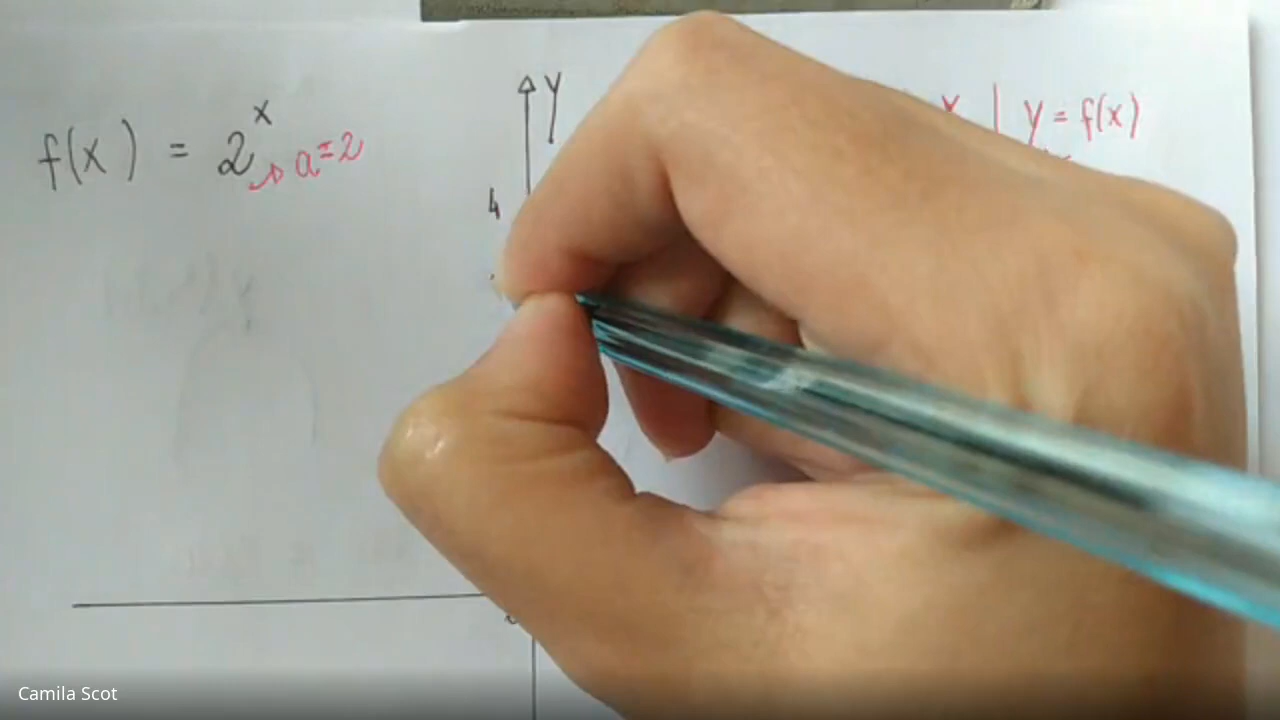 f(x) = 2^x → a=2
y
x | y = f(x)
4
Camila Scot